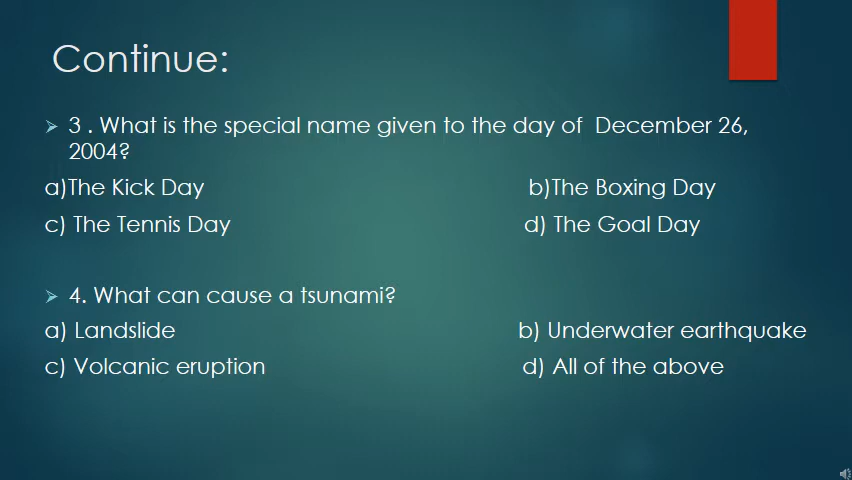 Continue:
3 . What is the special name given to the day of December 26,
2004?
a)The Kick Day b)The Boxing Day
c) The Tennis Day d) The Goal Day
4. What can cause a tsunami?
a) Landslide b) Underwater earthquake
c) Volcanic eruption d) All of the above